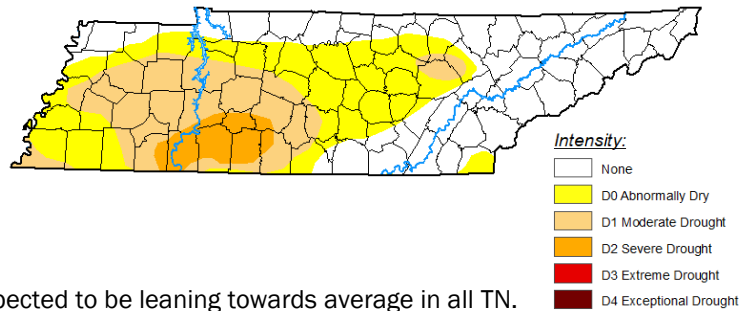 Intensity:
None
D0 Abnormally Dry
D1 Moderate Drought
D2 Severe Drought
D3 Extreme Drought
D4 Exceptional Drought
to be leaning towards average in all TN.